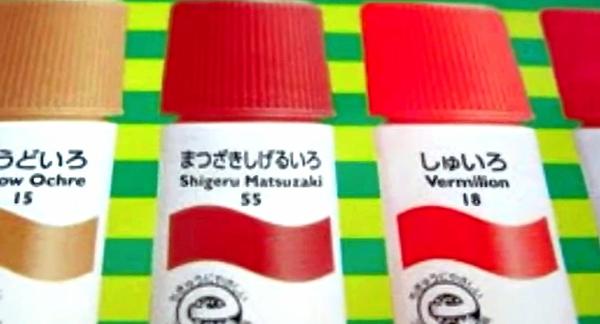 うどいろ
ow Ochre
15
まつざきしげるいろ
Shigeru Matsuzaki
55
しゅいろ
Vermilion
18